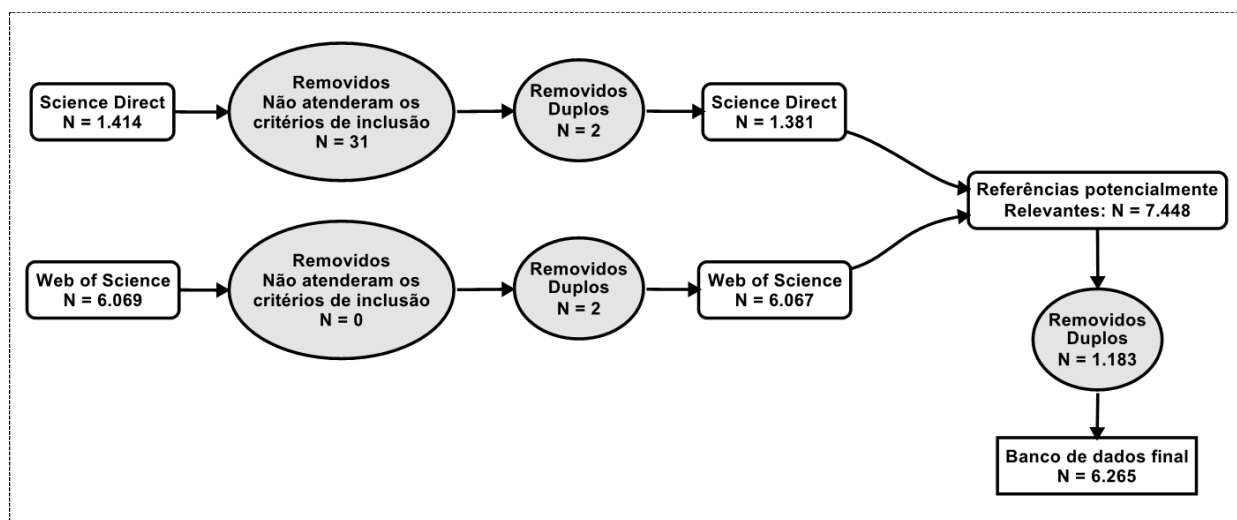 Science Direct
N = 1.414
Removidos
Não atenderam os
critérios de inclusão
N = 31
Removidos
Duplos
N = 2
Science Direct
N = 1.381
Web of Science
N = 6.069
Removidos
Não atenderam os
critérios de inclusão
N = 0
Removidos
Duplos
N = 2
Web of Science
N = 6.067
Referências potencialmente
Relevantes: N = 7.448
Removidos
Duplos
N = 1.183
Banco de dados final
N = 6.265